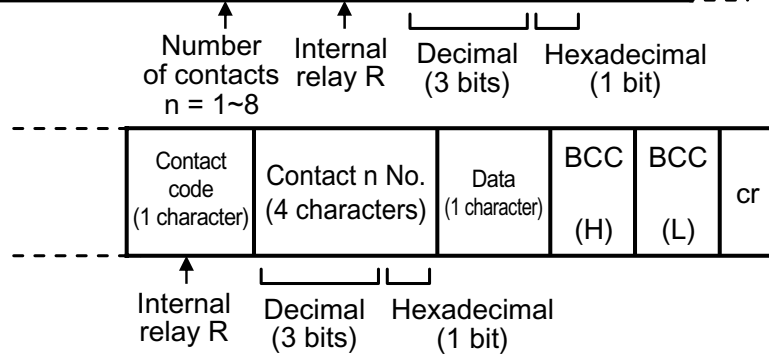 Number
of contacts
n = 1~8
Internal
relay R
Decimal
(3 bits)
Hexadecimal
(1 bit)
Contact
code
(1 character)
Contact n No.
(4 characters)
Data
(1 character)
BCC
(H)
BCC
(L)
cr
Internal
relay R
Decimal
(3 bits)
Hexadecimal
(1 bit)